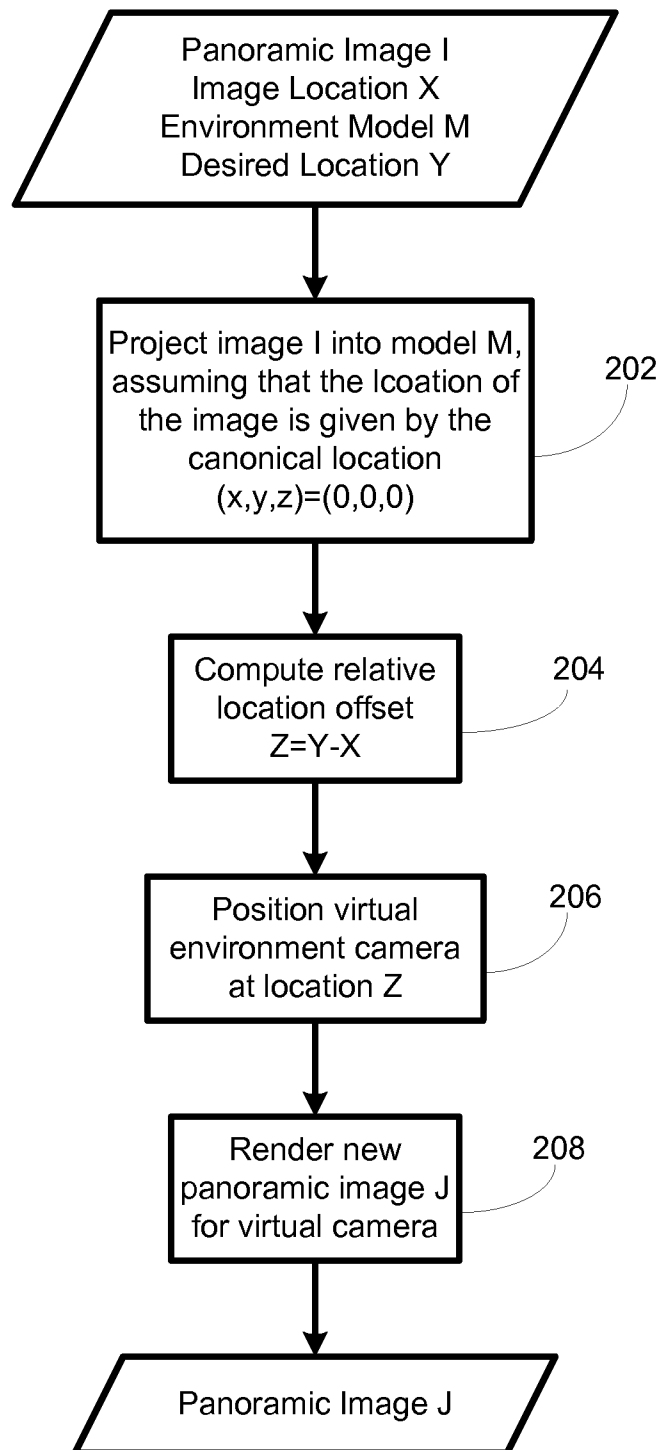 Panoramic Image I
Image Location X
Environment Model M
Desired Location Y
Project image I into model M,
assuming that the lcoation of
the image is given by the
canonical location
(x,y,z)=(0,0,0)
202
Compute relative
location offset
Z=Y-X
204
Position virtual
environment camera
at location Z
206
Render new
panoramic image J
for virtual camera
208
Panoramic Image J